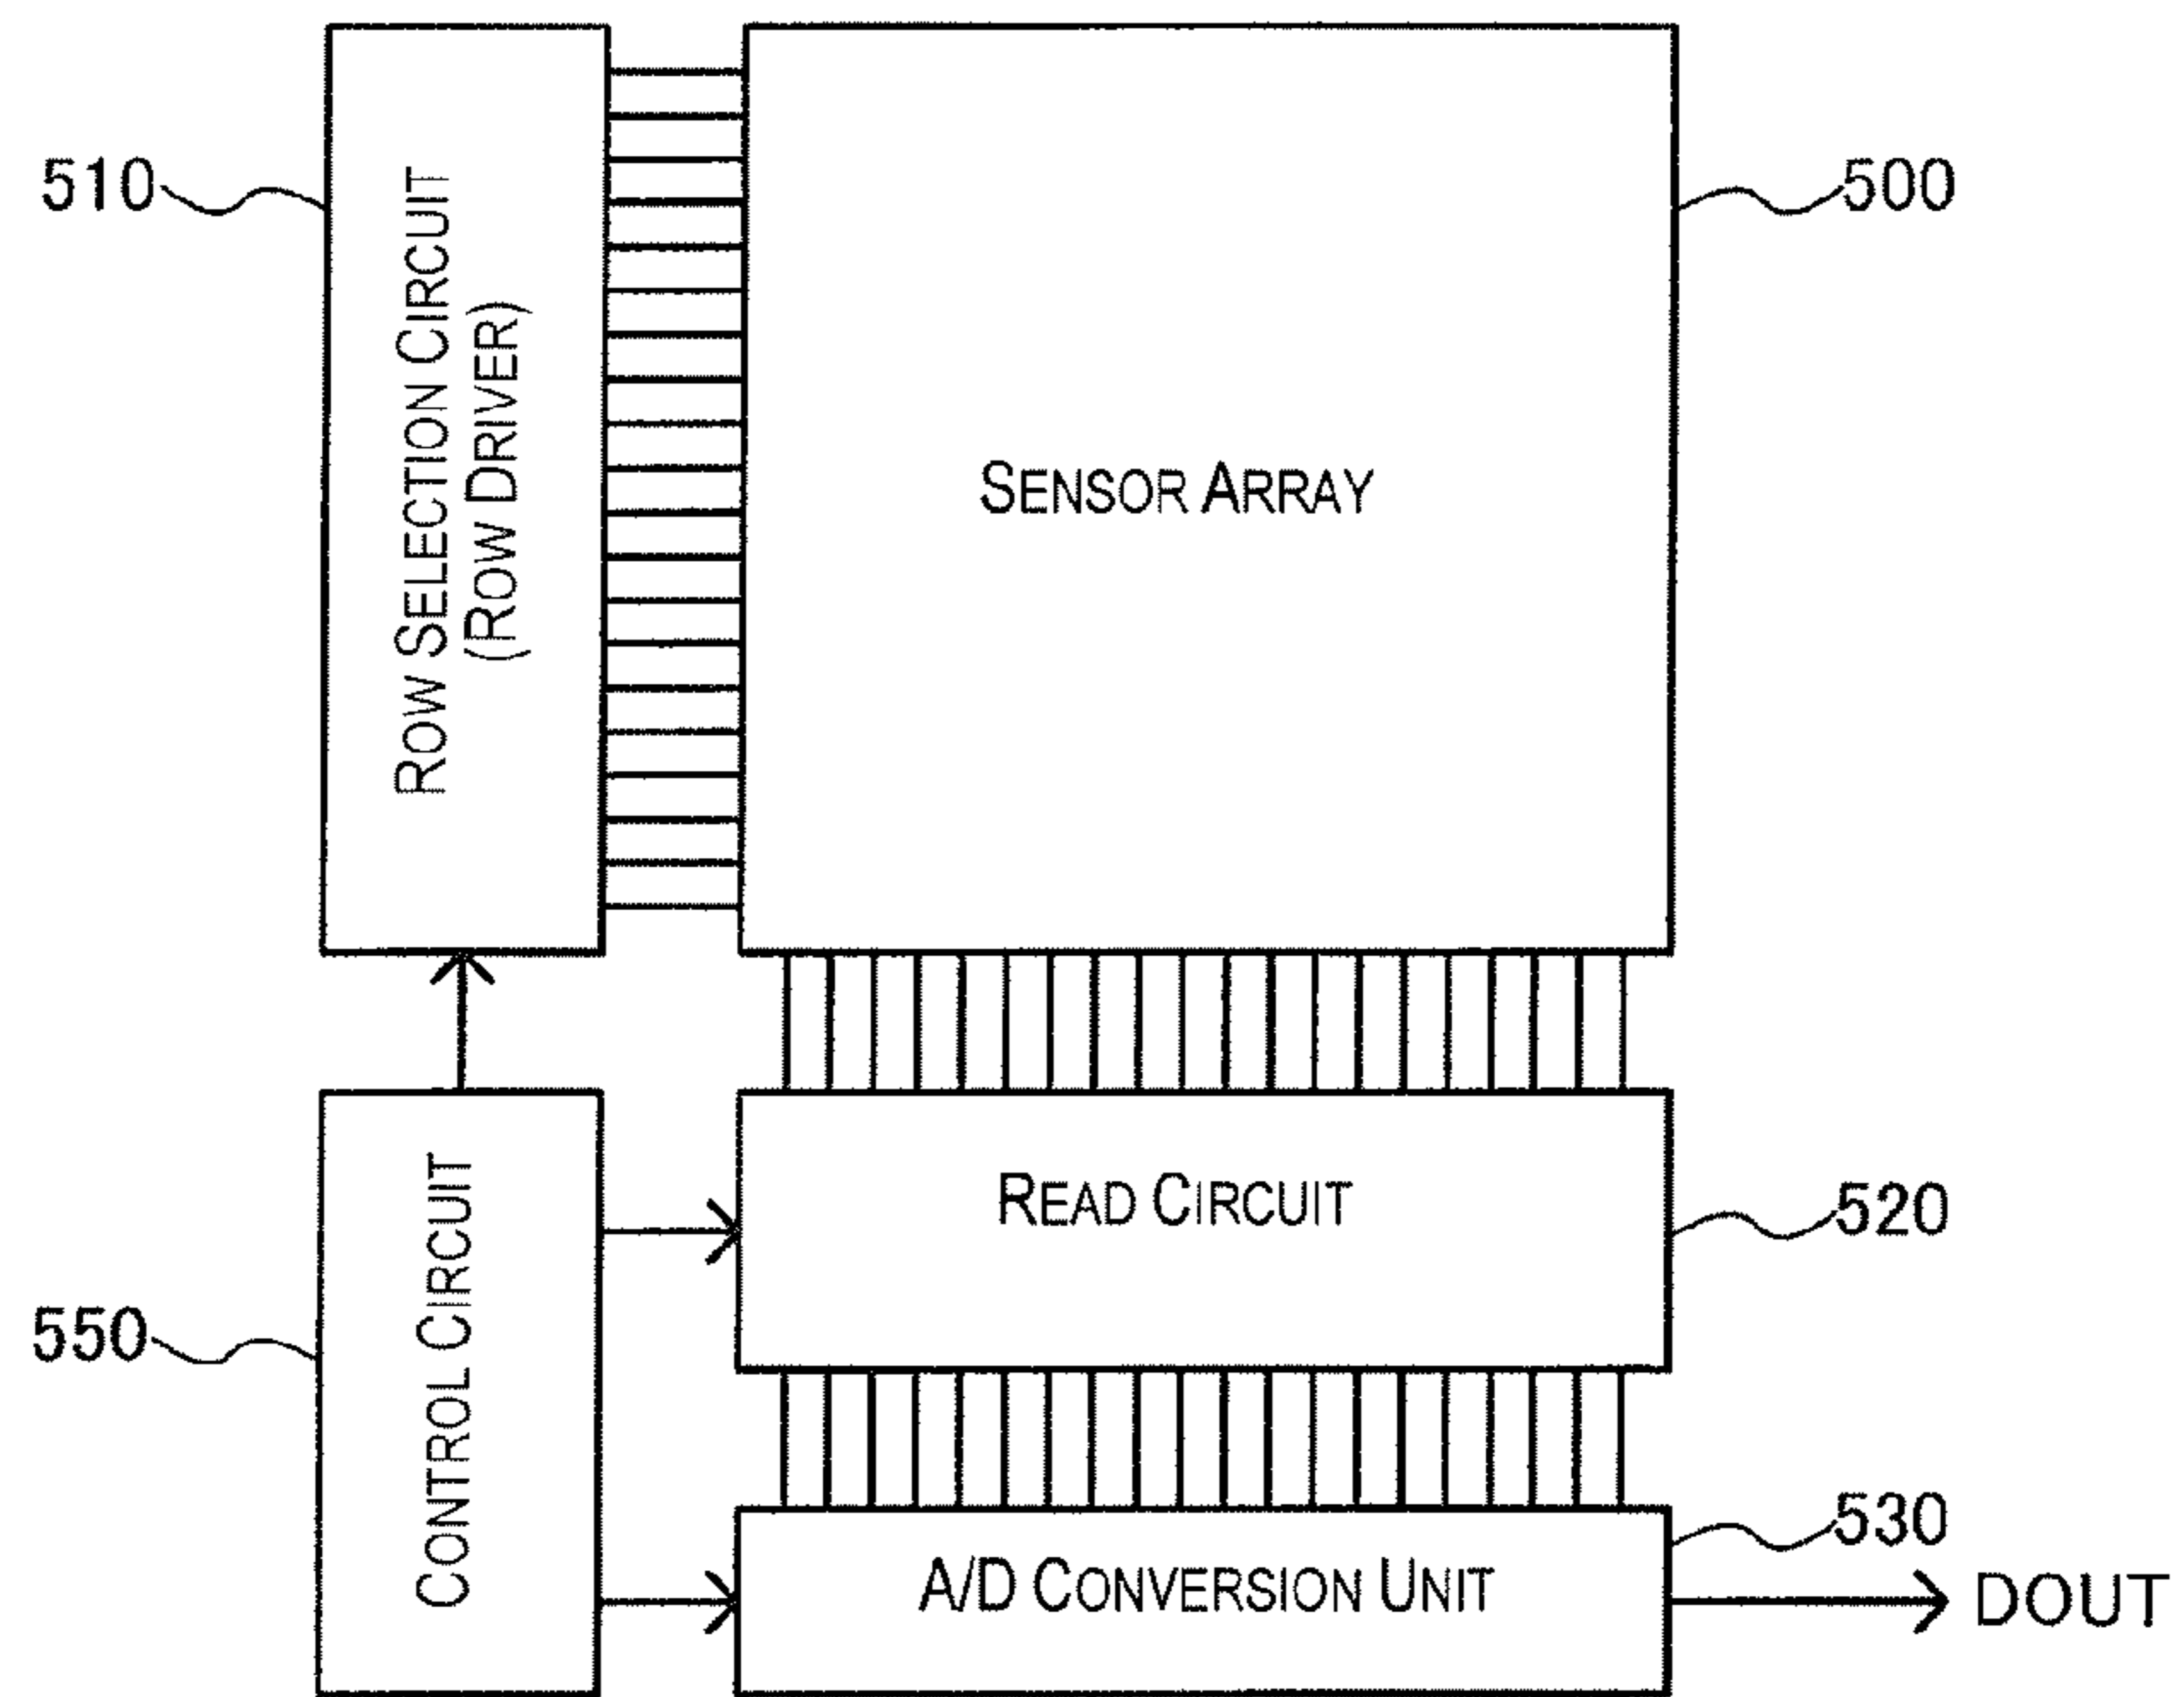 510
ROW SELECTION CIRCUIT
(ROW DRIVER)
SENSOR ARRAY
500
550
CONTROL CIRCUIT
READ CIRCUIT
520
A/D CONVERSION UNIT
530
DOUT